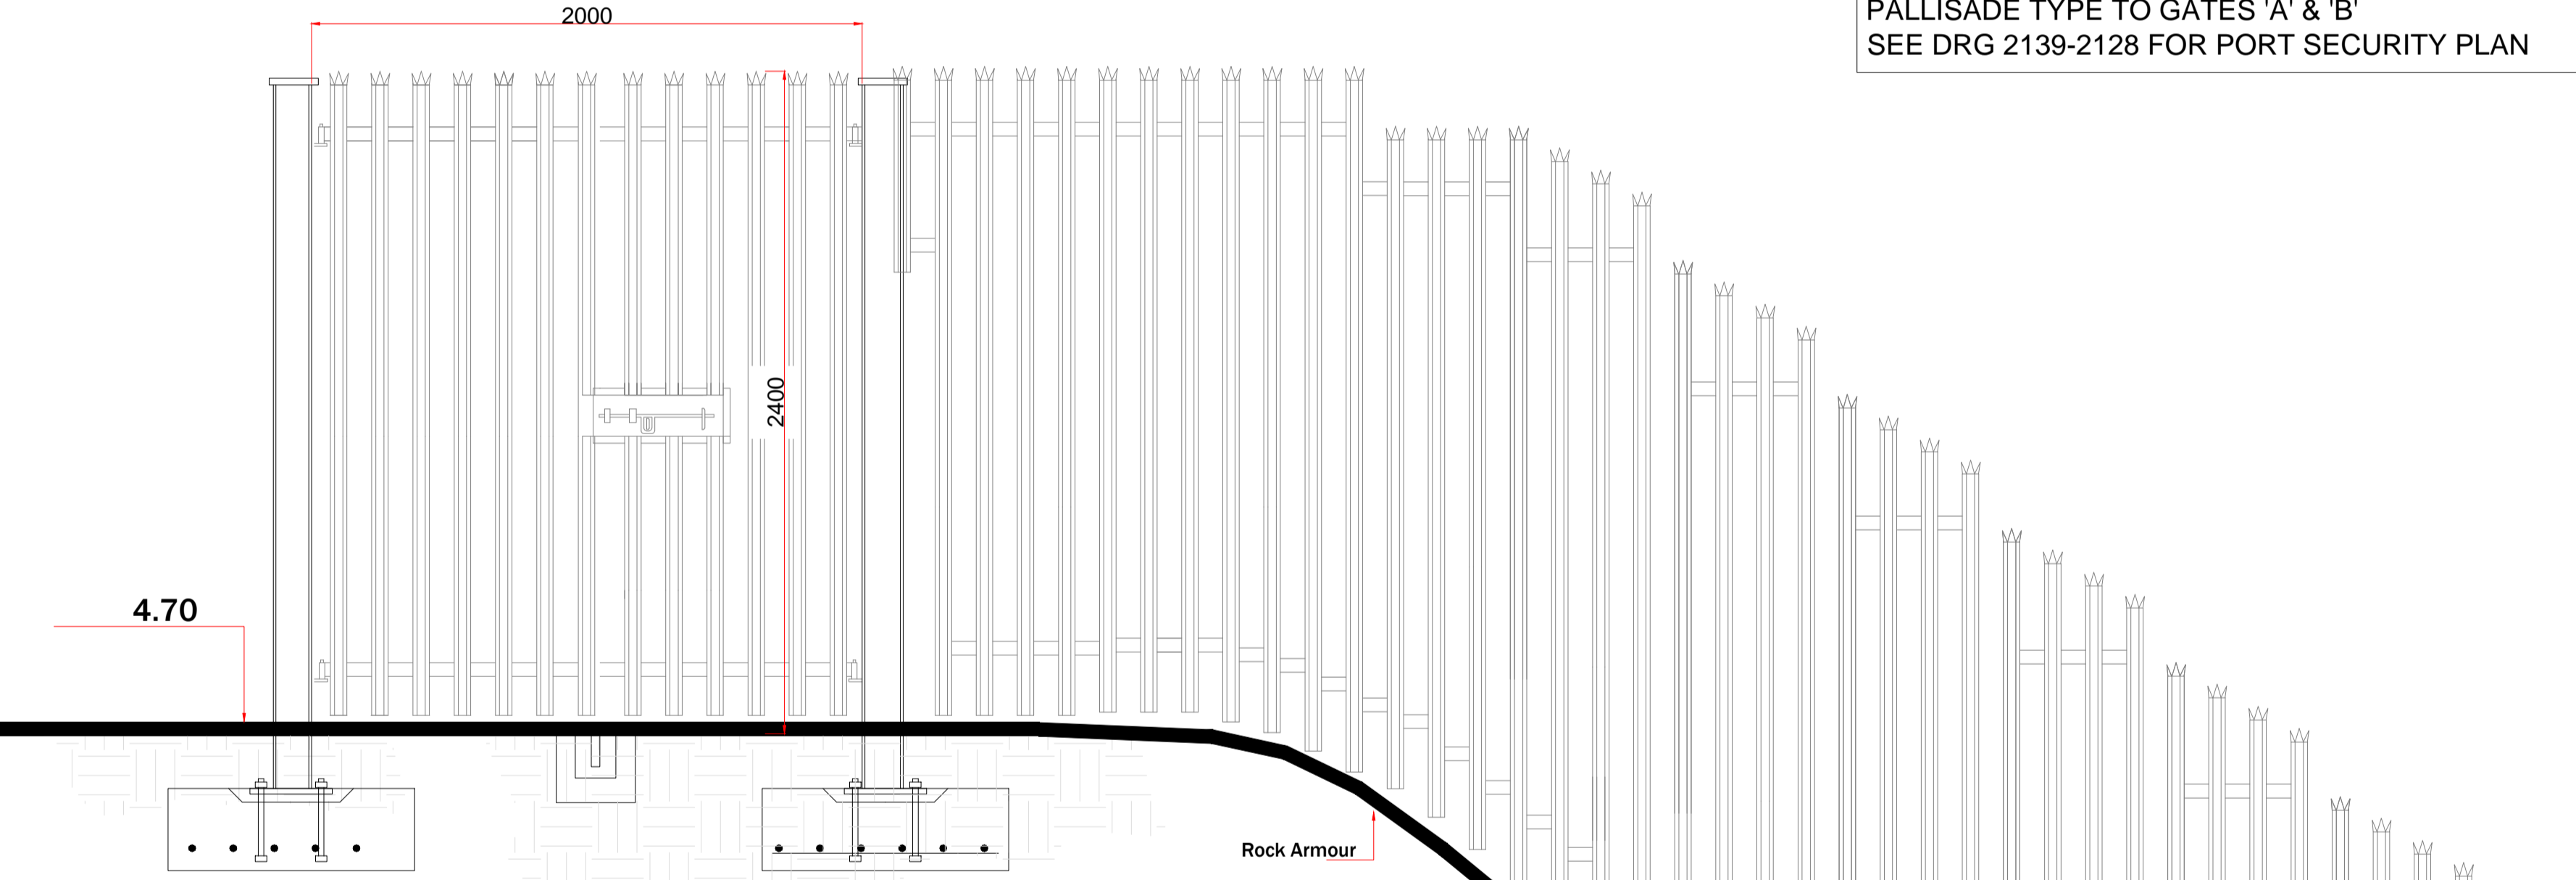 2000
PALLISADE TYPE TO GATES 'A' & 'B'
SEE DRG 2139-2128 FOR PORT SECURITY PLAN
2400
4.70
Rock Armour